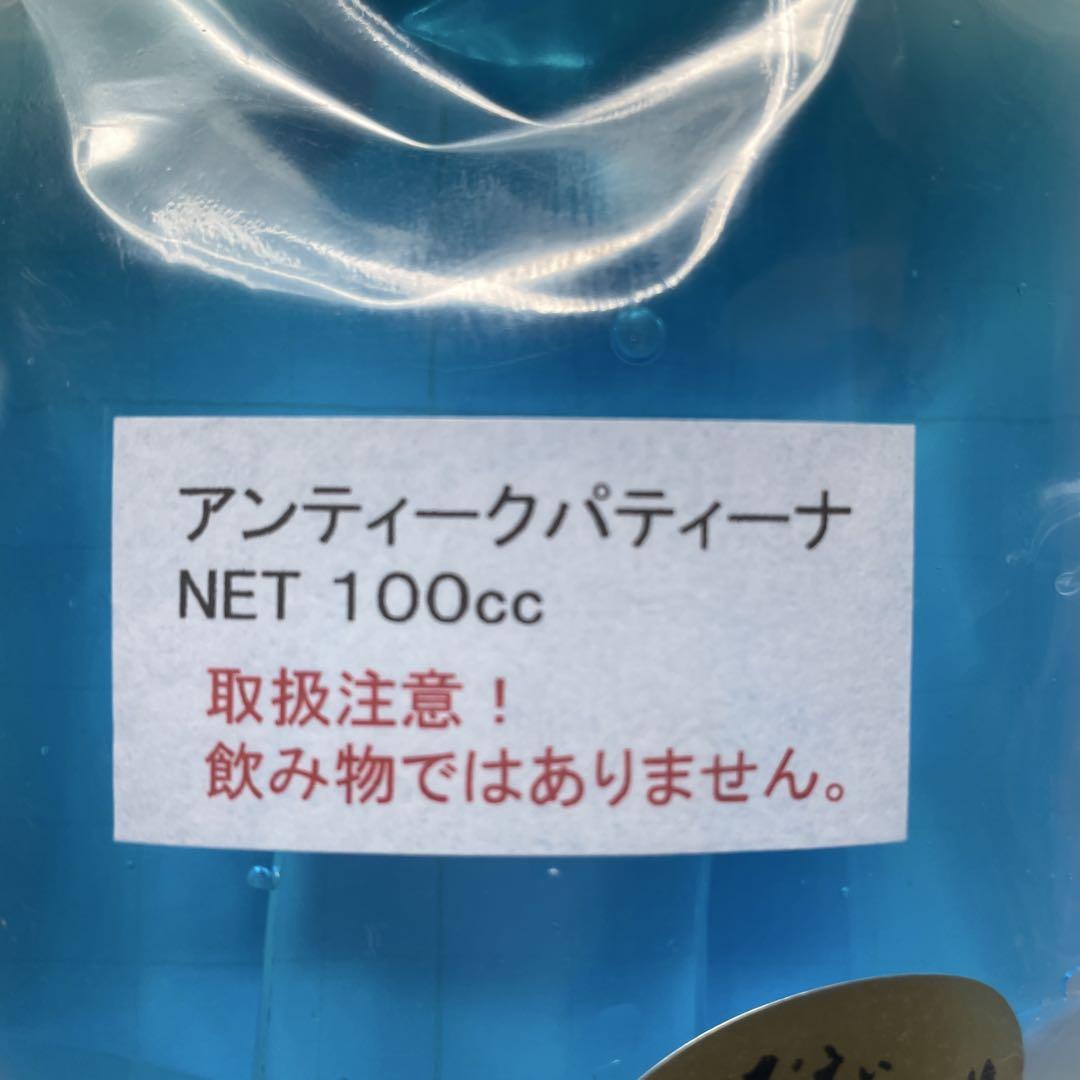 アンティークパティーナ
NET 100cc
取扱注意！
飲み物ではありません。